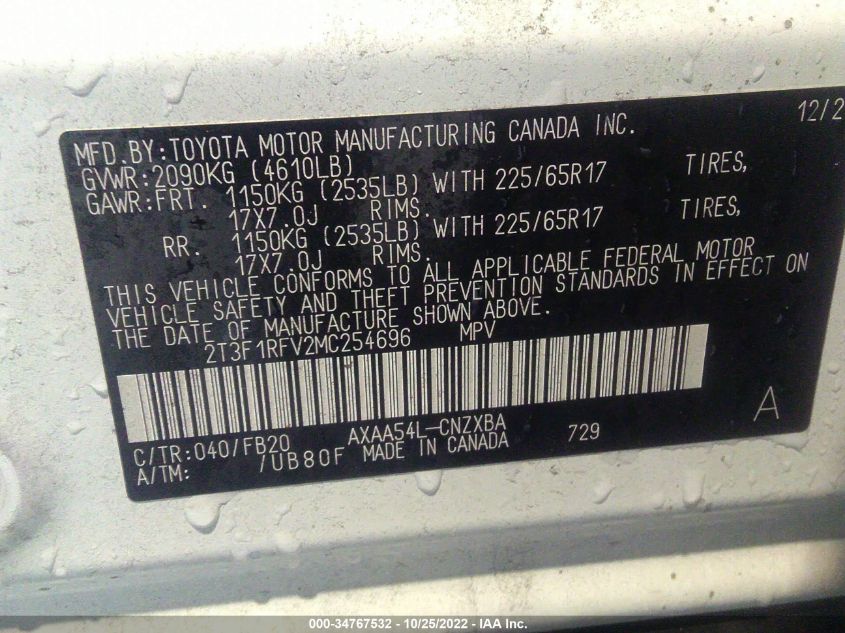 12/2
MFD. BY: TOYOTA MOTOR MANUFACTURING CANADA INC.
GVWR: 2090KG (4610LB)
GAWR: FRT. 1150KG (2535LB) WITH 225/65R17 TIRES,
17X7.0J RIMS.
RR. 1150KG (2535LB) WITH 225/65R17 TIRES,
17X7.0J RIMS.
THIS VEHICLE CONFORMS TO ALL APPLICABLE FEDERAL MOTOR
VEHICLE SAFETY AND THEFT PREVENTION STANDARDS IN EFFECT ON
THE DATE OF MANUFACTURE SHOWN ABOVE.
2T3F1RFV2MC254696 MPV
A
C/TR: 040/FB20 AXAA54L-CNZXBA 729
A/TM: /UB80F MADE IN CANADA
000-34767532 - 10/25/2022 - IAA Inc.